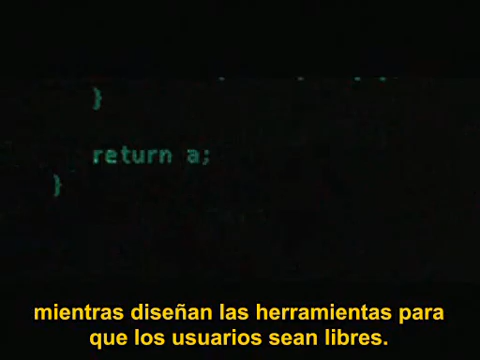 }
return a;
}
mientras diseñan las herramientas para
que los usuarios sean libres.